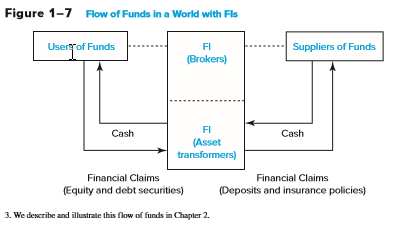 Figure 1–7 Flow of Funds in a World with FIs
Users of Funds
FI
(Brokers)
Suppliers of Funds
Cash
FI
(Asset
transformers)
Cash
Financial Claims
(Equity and debt securities)
Financial Claims
(Deposits and insurance policies)
3. We describe and illustrate this flow of funds in Chapter 2.